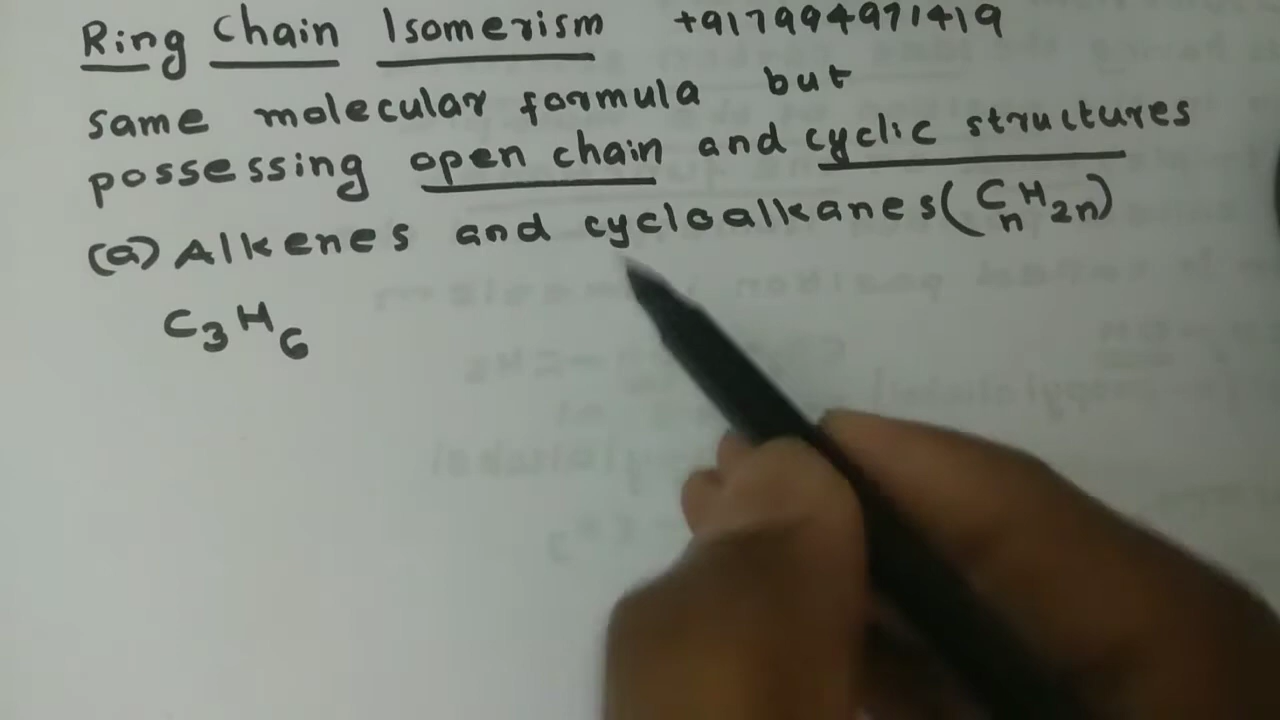 Ring Chain Isomerism +917994971419
same molecular formula but
possessing open chain and cyclic structures
(a) Alkenes and cycloalkanes (CnH2n)
C3H6